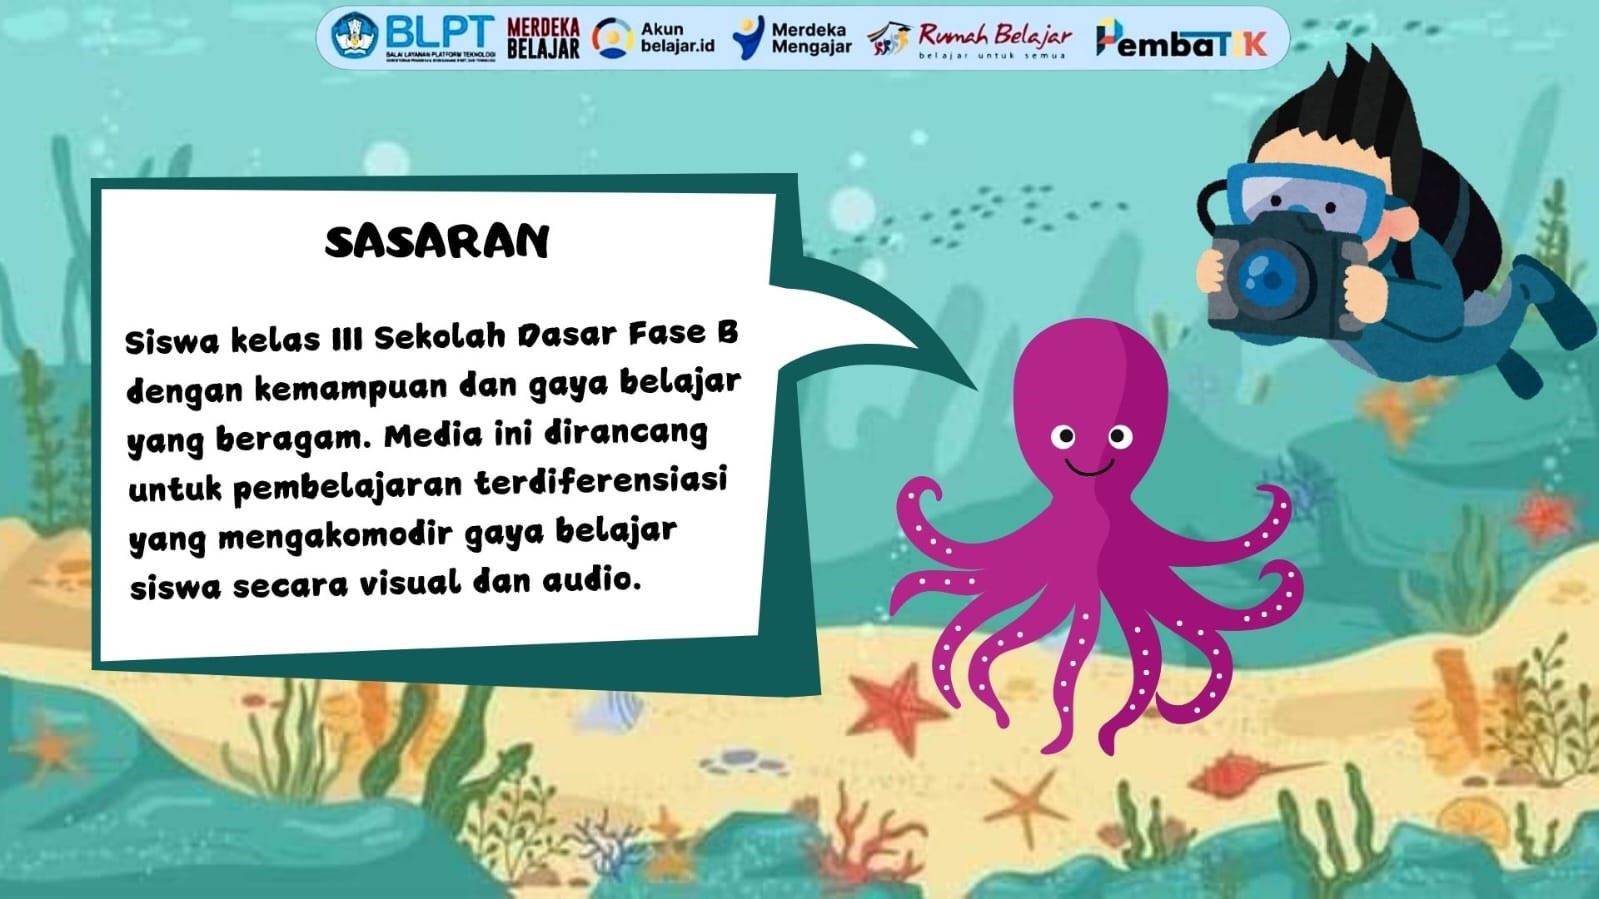 BLPT
BALAI LAYANAN PLATFORM TEKNOLOGI
MERDEKA
BELAJAR
Akun
belajar.id
Merdeka
Mengajar
Rumah Belajar
belajar untuk semua
PembaTIK
SASARAN
Siswa kelas III Sekolah Dasar Fase B
dengan kemampuan dan gaya belajar
yang beragam. Media ini dirancang
untuk pembelajaran terdiferensiasi
yang mengakomodir gaya belajar
siswa secara visual dan audio.